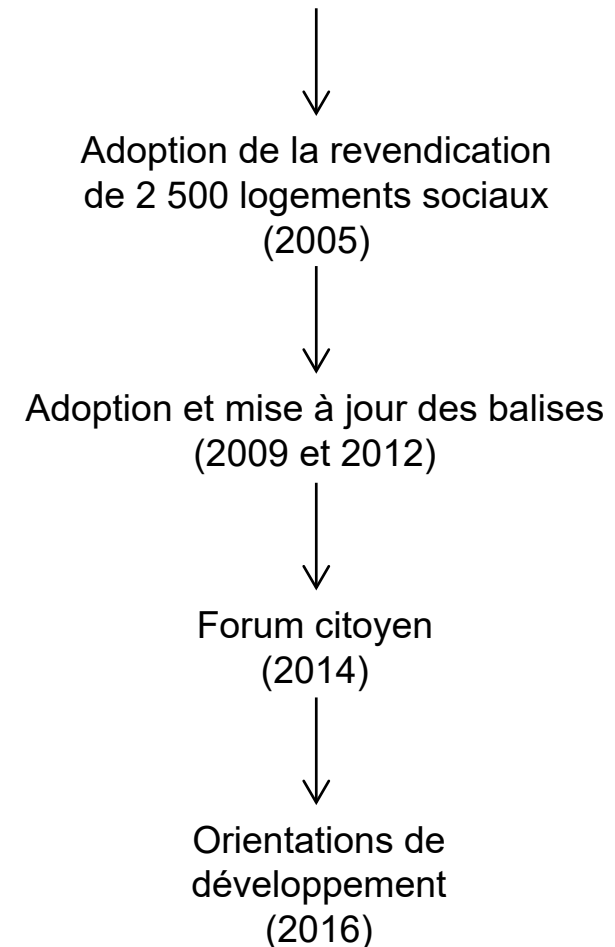 Adoption de la revendication
de 2 500 logements sociaux
(2005)
Adoption et mise à jour des balises
(2009 et 2012)
Forum citoyen
(2014)
Orientations de
développement
(2016)